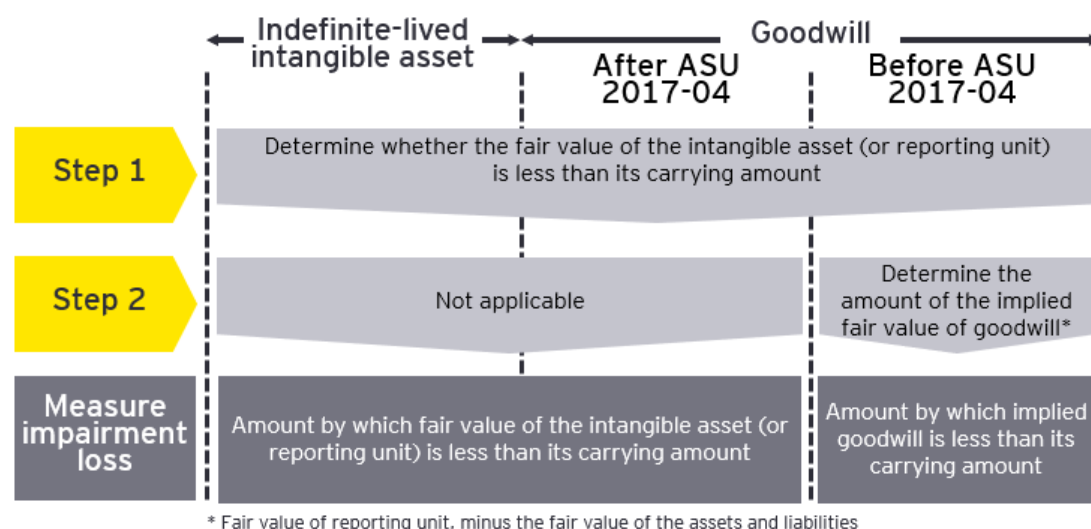 Indefinite-lived
intangible asset
Goodwill
After ASU
2017-04
Before ASU
2017-04
Step 1
Determine whether the fair value of the intangible asset (or reporting unit)
is less than its carrying amount
Step 2
Not applicable
Determine the
amount of the implied
fair value of goodwill*
Measure
impairment
loss
Amount by which fair value of the intangible asset (or
reporting unit) is less than its carrying amount
Amount by which implied
goodwill is less than its
carrying amount
* Fair value of reporting unit, minus the fair value of the assets and liabilities